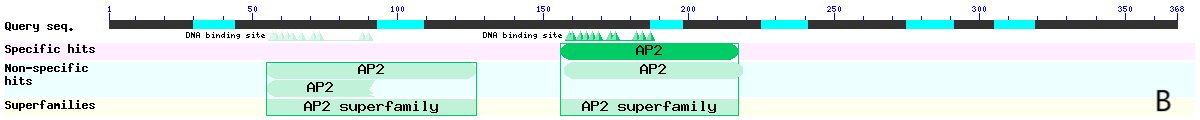 1 50 100 150 200 250 300 350 368
Query seq.
DNA binding site DNA binding site
Specific hits AP2
Non-specific hits AP2 AP2
AP2
Superfamilies AP2 superfamily AP2 superfamily
B